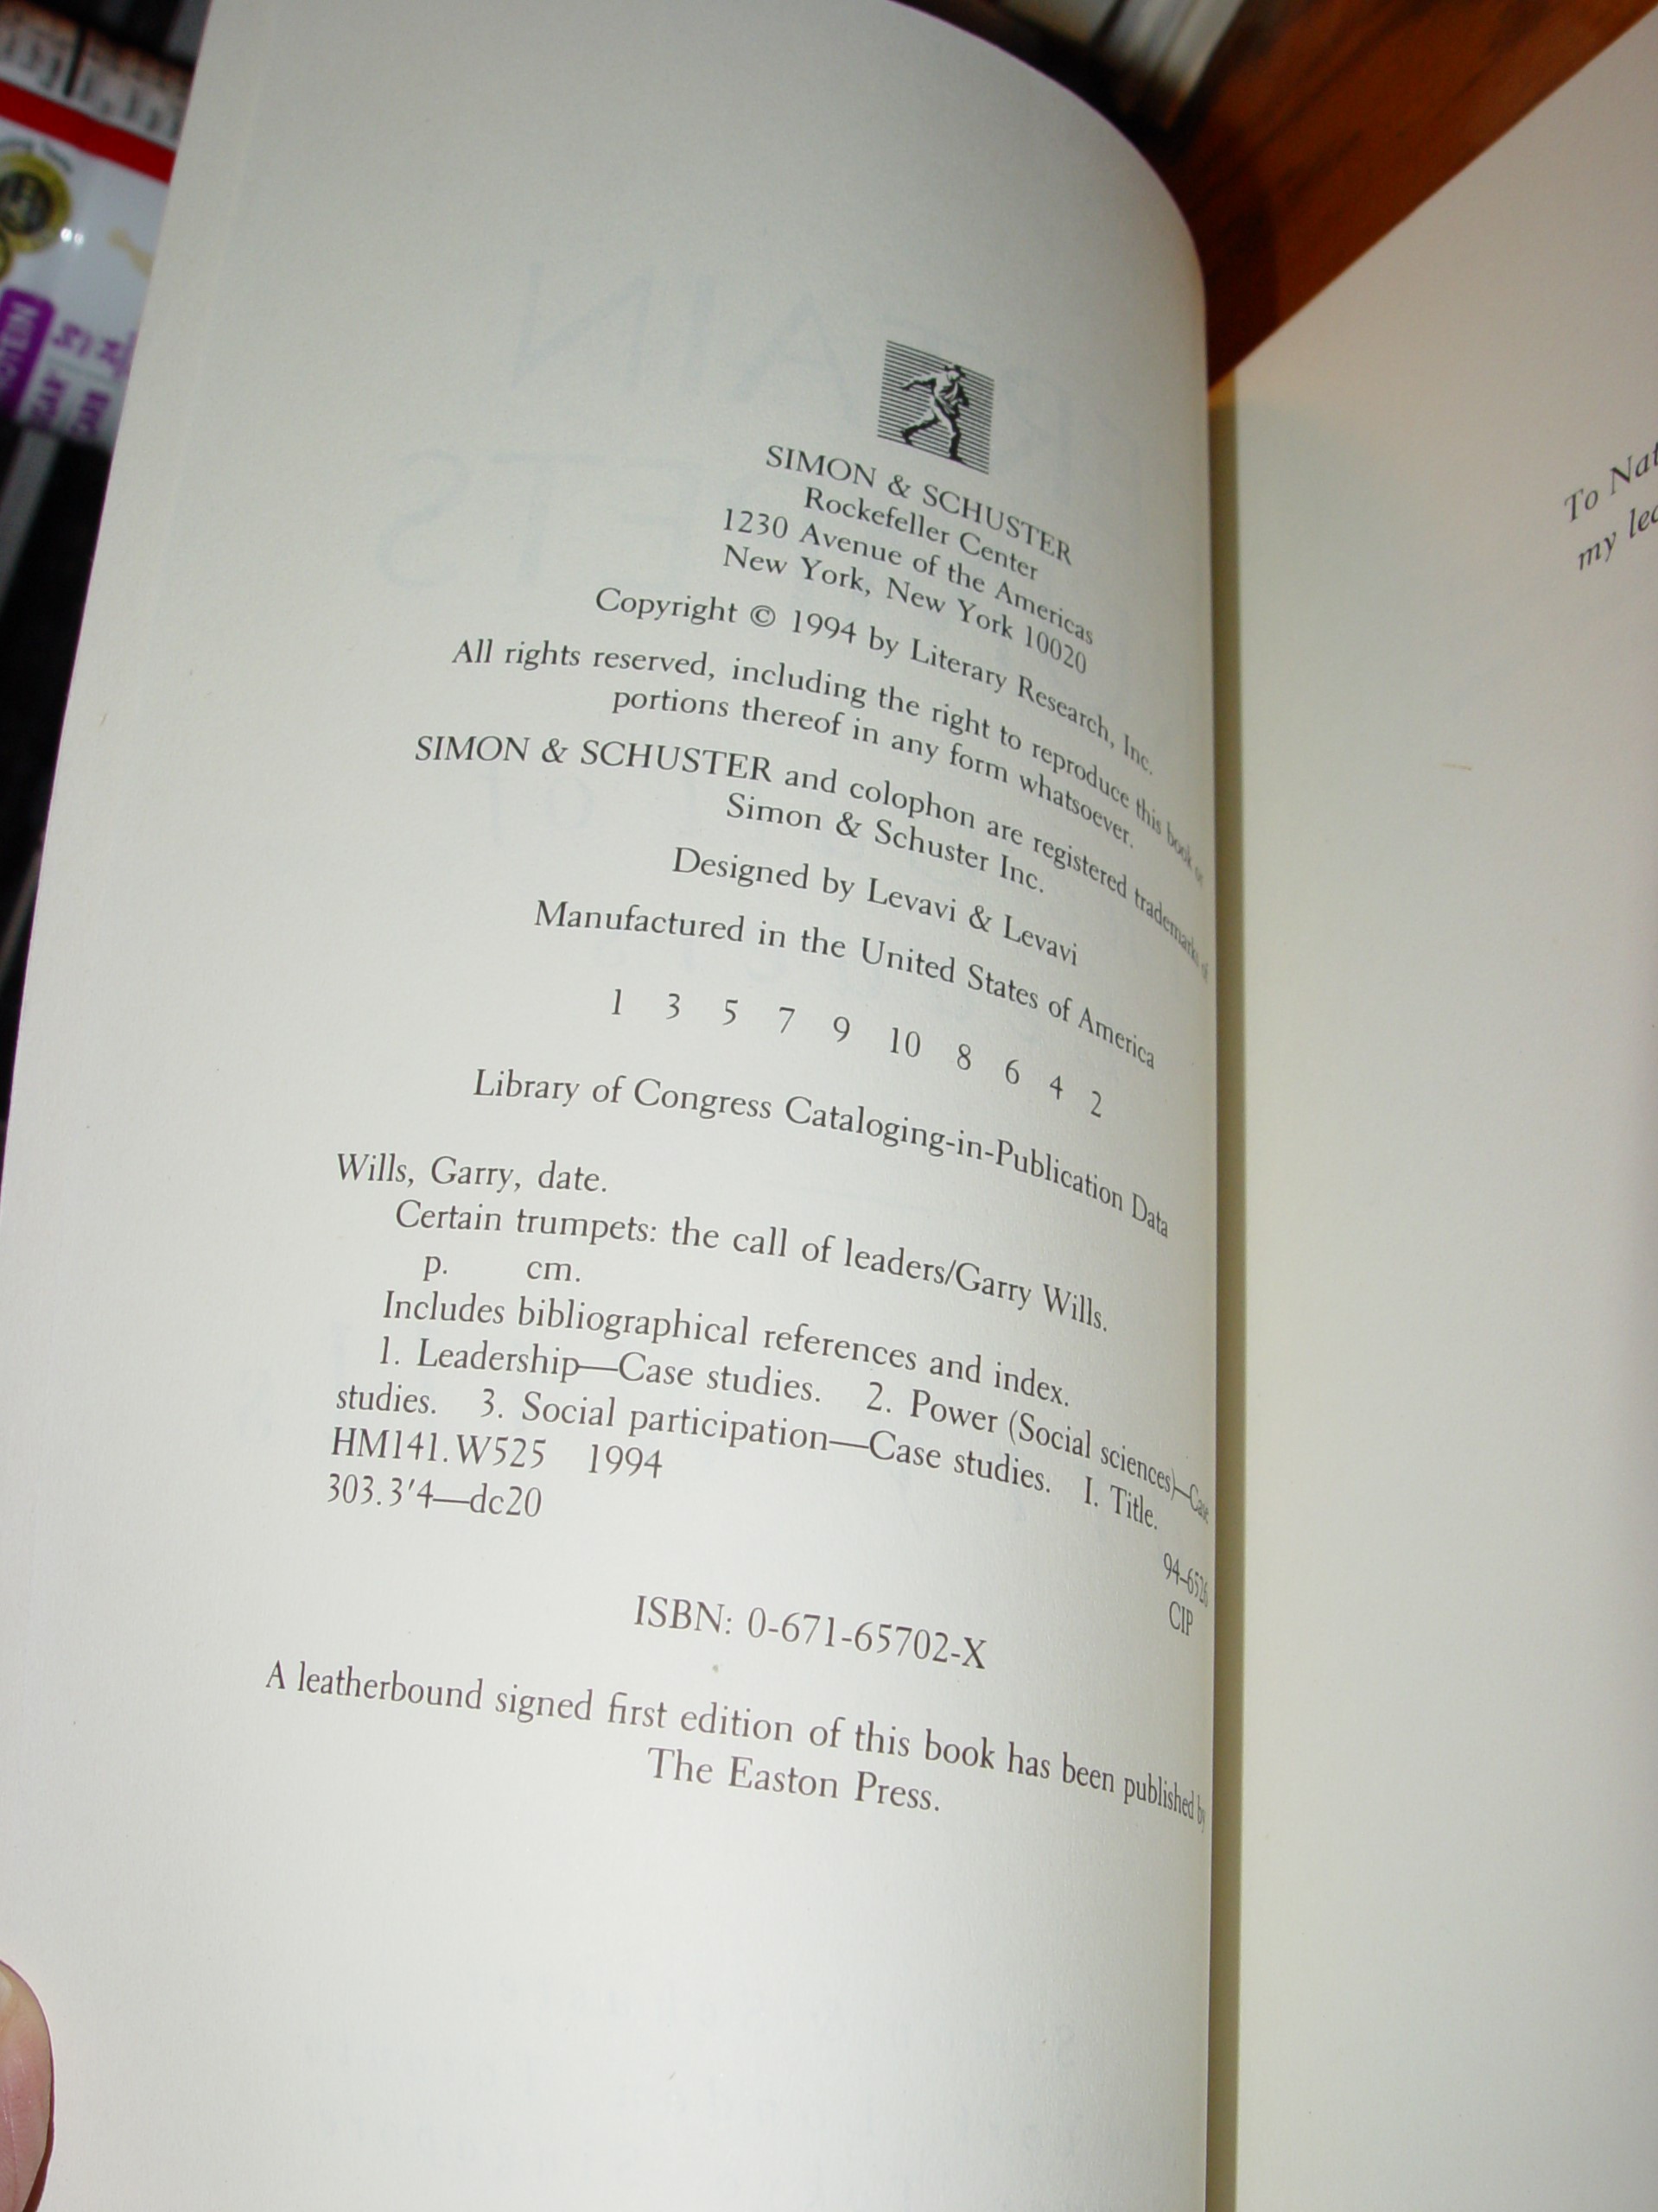 SIMON & SCHUSTER
Rockefeller Center
1230 Avenue of the Americas
New York, New York 10020
Copyright © 1994 by Literary Research, Inc.
All rights reserved, including the right to reproduce this book or
portions thereof in any form whatsoever.
SIMON & SCHUSTER and colophon are registered trademarks of
Simon & Schuster Inc.
Designed by Levavi & Levavi
Manufactured in the United States of America
1 3 5 7 9 10 8 6 4 2
Library of Congress Cataloging-in-Publication Data
Wills, Garry, date.
Certain trumpets: the call of leaders/Garry Wills.
p. cm.
Includes bibliographical references and index.
1. Leadership—Case studies. 2. Power (Social sciences)—Case
studies. 3. Social participation—Case studies. I. Title.
HM141.W525 1994
303.3'4—dc20
94-6526
CIP
ISBN: 0-671-65702-X
A leatherbound signed first edition of this book has been published by
The Easton Press.
To Nat
my